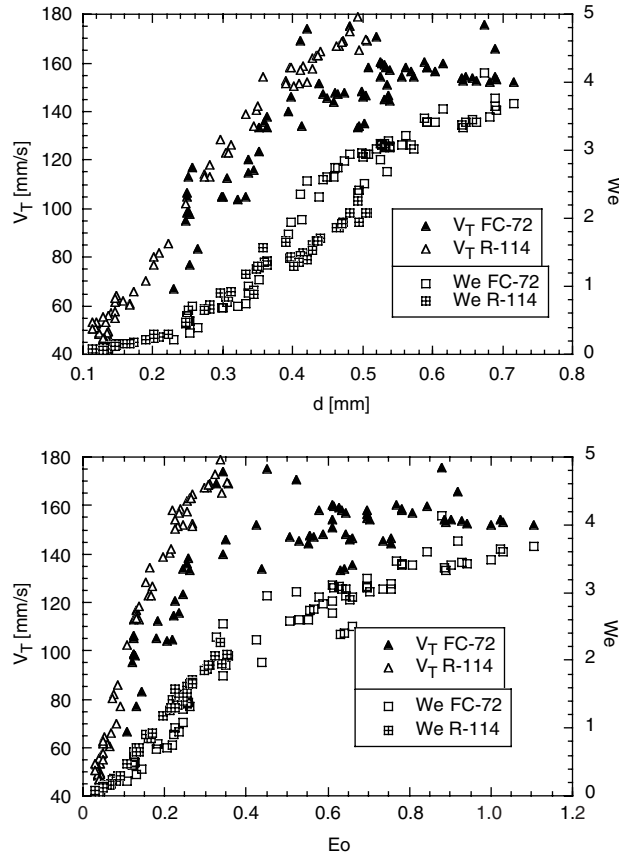 180
160
140
120
100
80
60
40
V_T [mm/s]
5
4
3
2
1
0
We
V_T FC-72
V_T R-114
We FC-72
We R-114
0.1 0.2 0.3 0.4 0.5 0.6 0.7 0.8
d [mm]
180
160
140
120
100
80
60
40
V_T [mm/s]
5
4
3
2
1
0
We
V_T FC-72
V_T R-114
We FC-72
We R-114
0 0.2 0.4 0.6 0.8 1.0 1.2
Eo